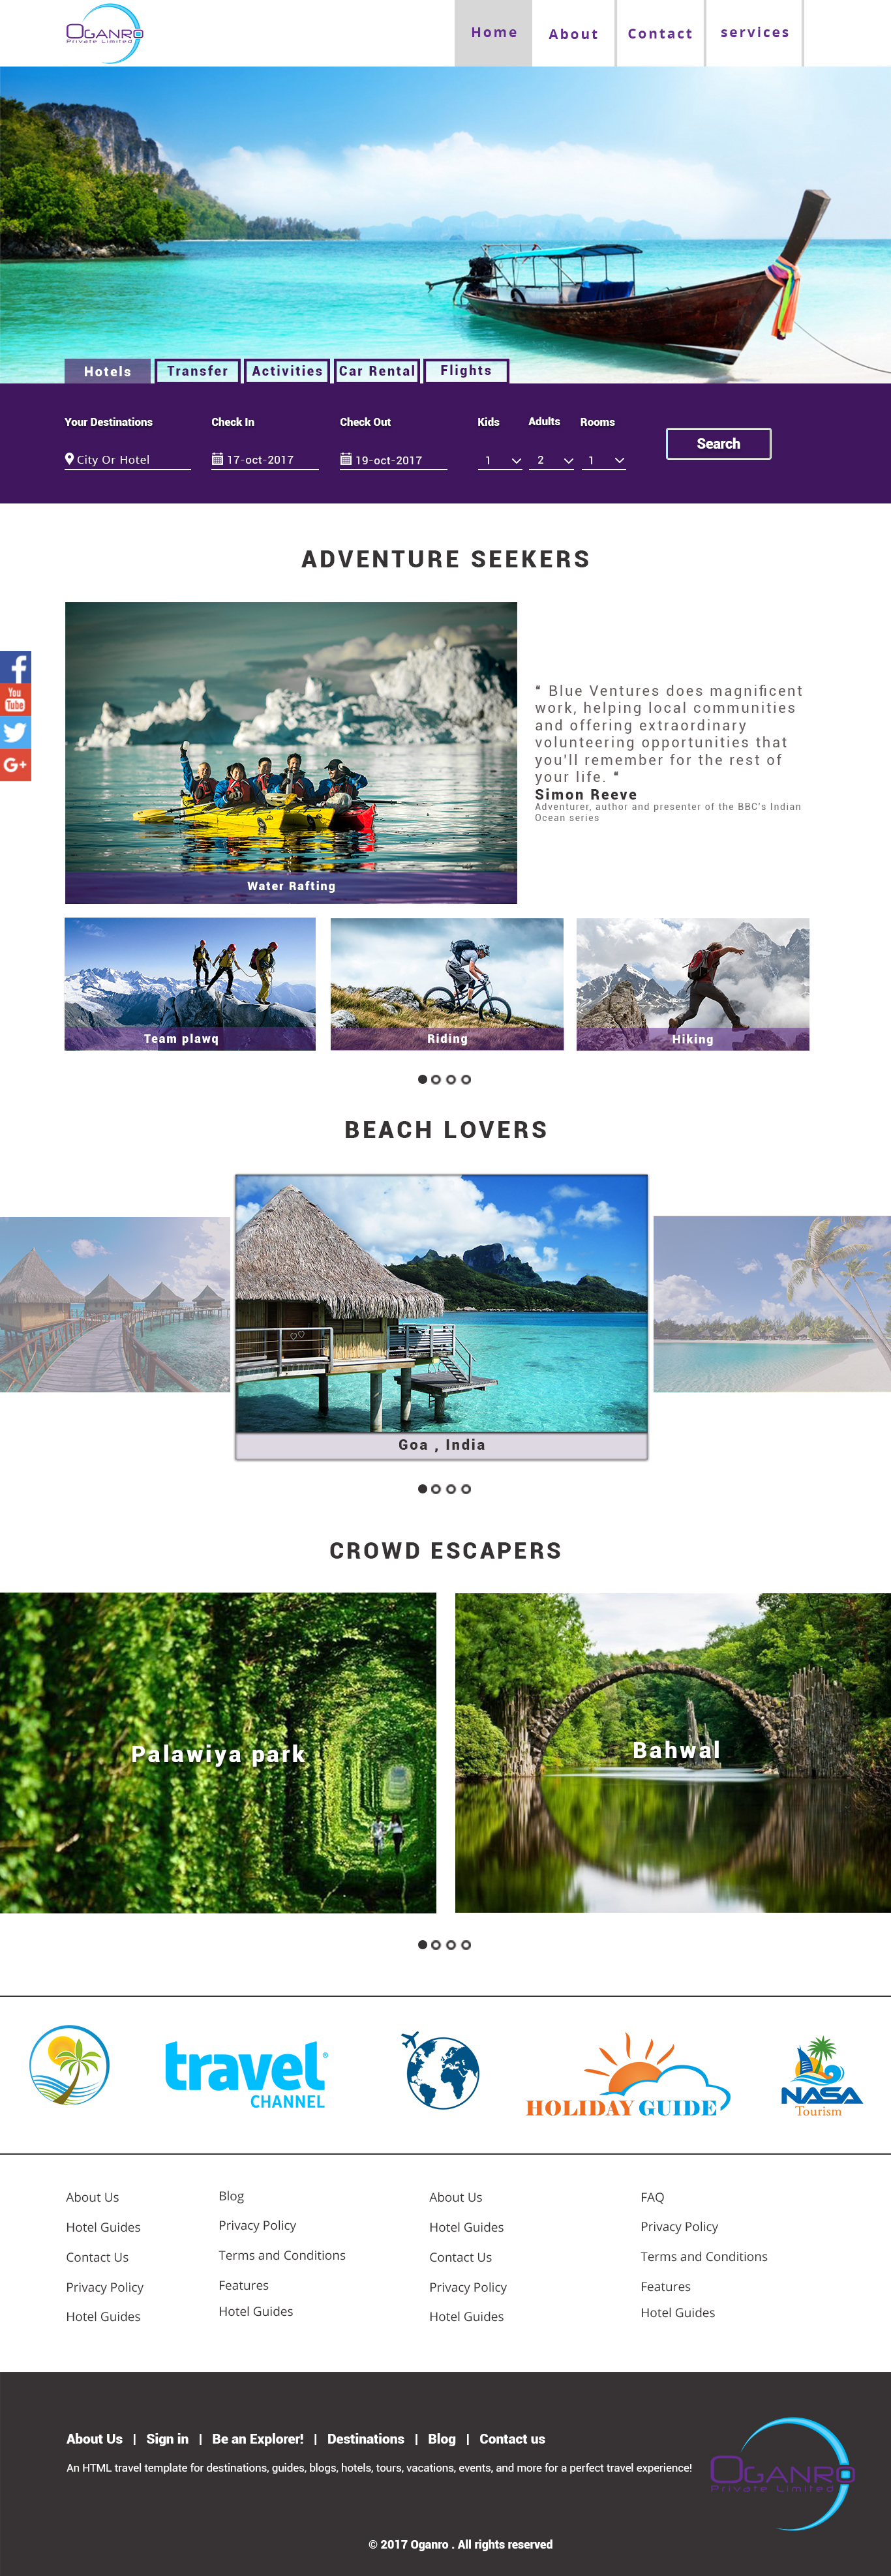 OGANRO
Private Limited
Home
About
Contact
services
Hotels
Transfer
Activities
Car Rental
Flights
Your Destinations
Check In
Check Out
Kids
Adults
Rooms
City Or Hotel
17-oct-2017
19-oct-2017
1
2
1
Search
ADVENTURE SEEKERS
You
Tube
G+
“ Blue Ventures does magnificent
work, helping local communities
and offering extraordinary
volunteering opportunities that
you'll remember for the rest of
your life. “
Simon Reeve
Adventurer, author and presenter of the BBC's Indian
Ocean series
Water Rafting
Team plawq
Riding
Hiking
BEACH LOVERS
Goa , India
CROWD ESCAPERS
Palawiya park
Bahwal
travel®
CHANNEL
HOLIDAY GUIDE
NASA
Tourism
About Us
Hotel Guides
Contact Us
Privacy Policy
Hotel Guides
Blog
Privacy Policy
Terms and Conditions
Features
Hotel Guides
About Us
Hotel Guides
Contact Us
Privacy Policy
Hotel Guides
FAQ
Privacy Policy
Terms and Conditions
Features
Hotel Guides
About Us | Sign in | Be an Explorer! | Destinations | Blog | Contact us
An HTML travel template for destinations, guides, blogs, hotels, tours, vacations, events, and more for a perfect travel experience!
OGANRO
Private Limited
© 2017 Oganro . All rights reserved